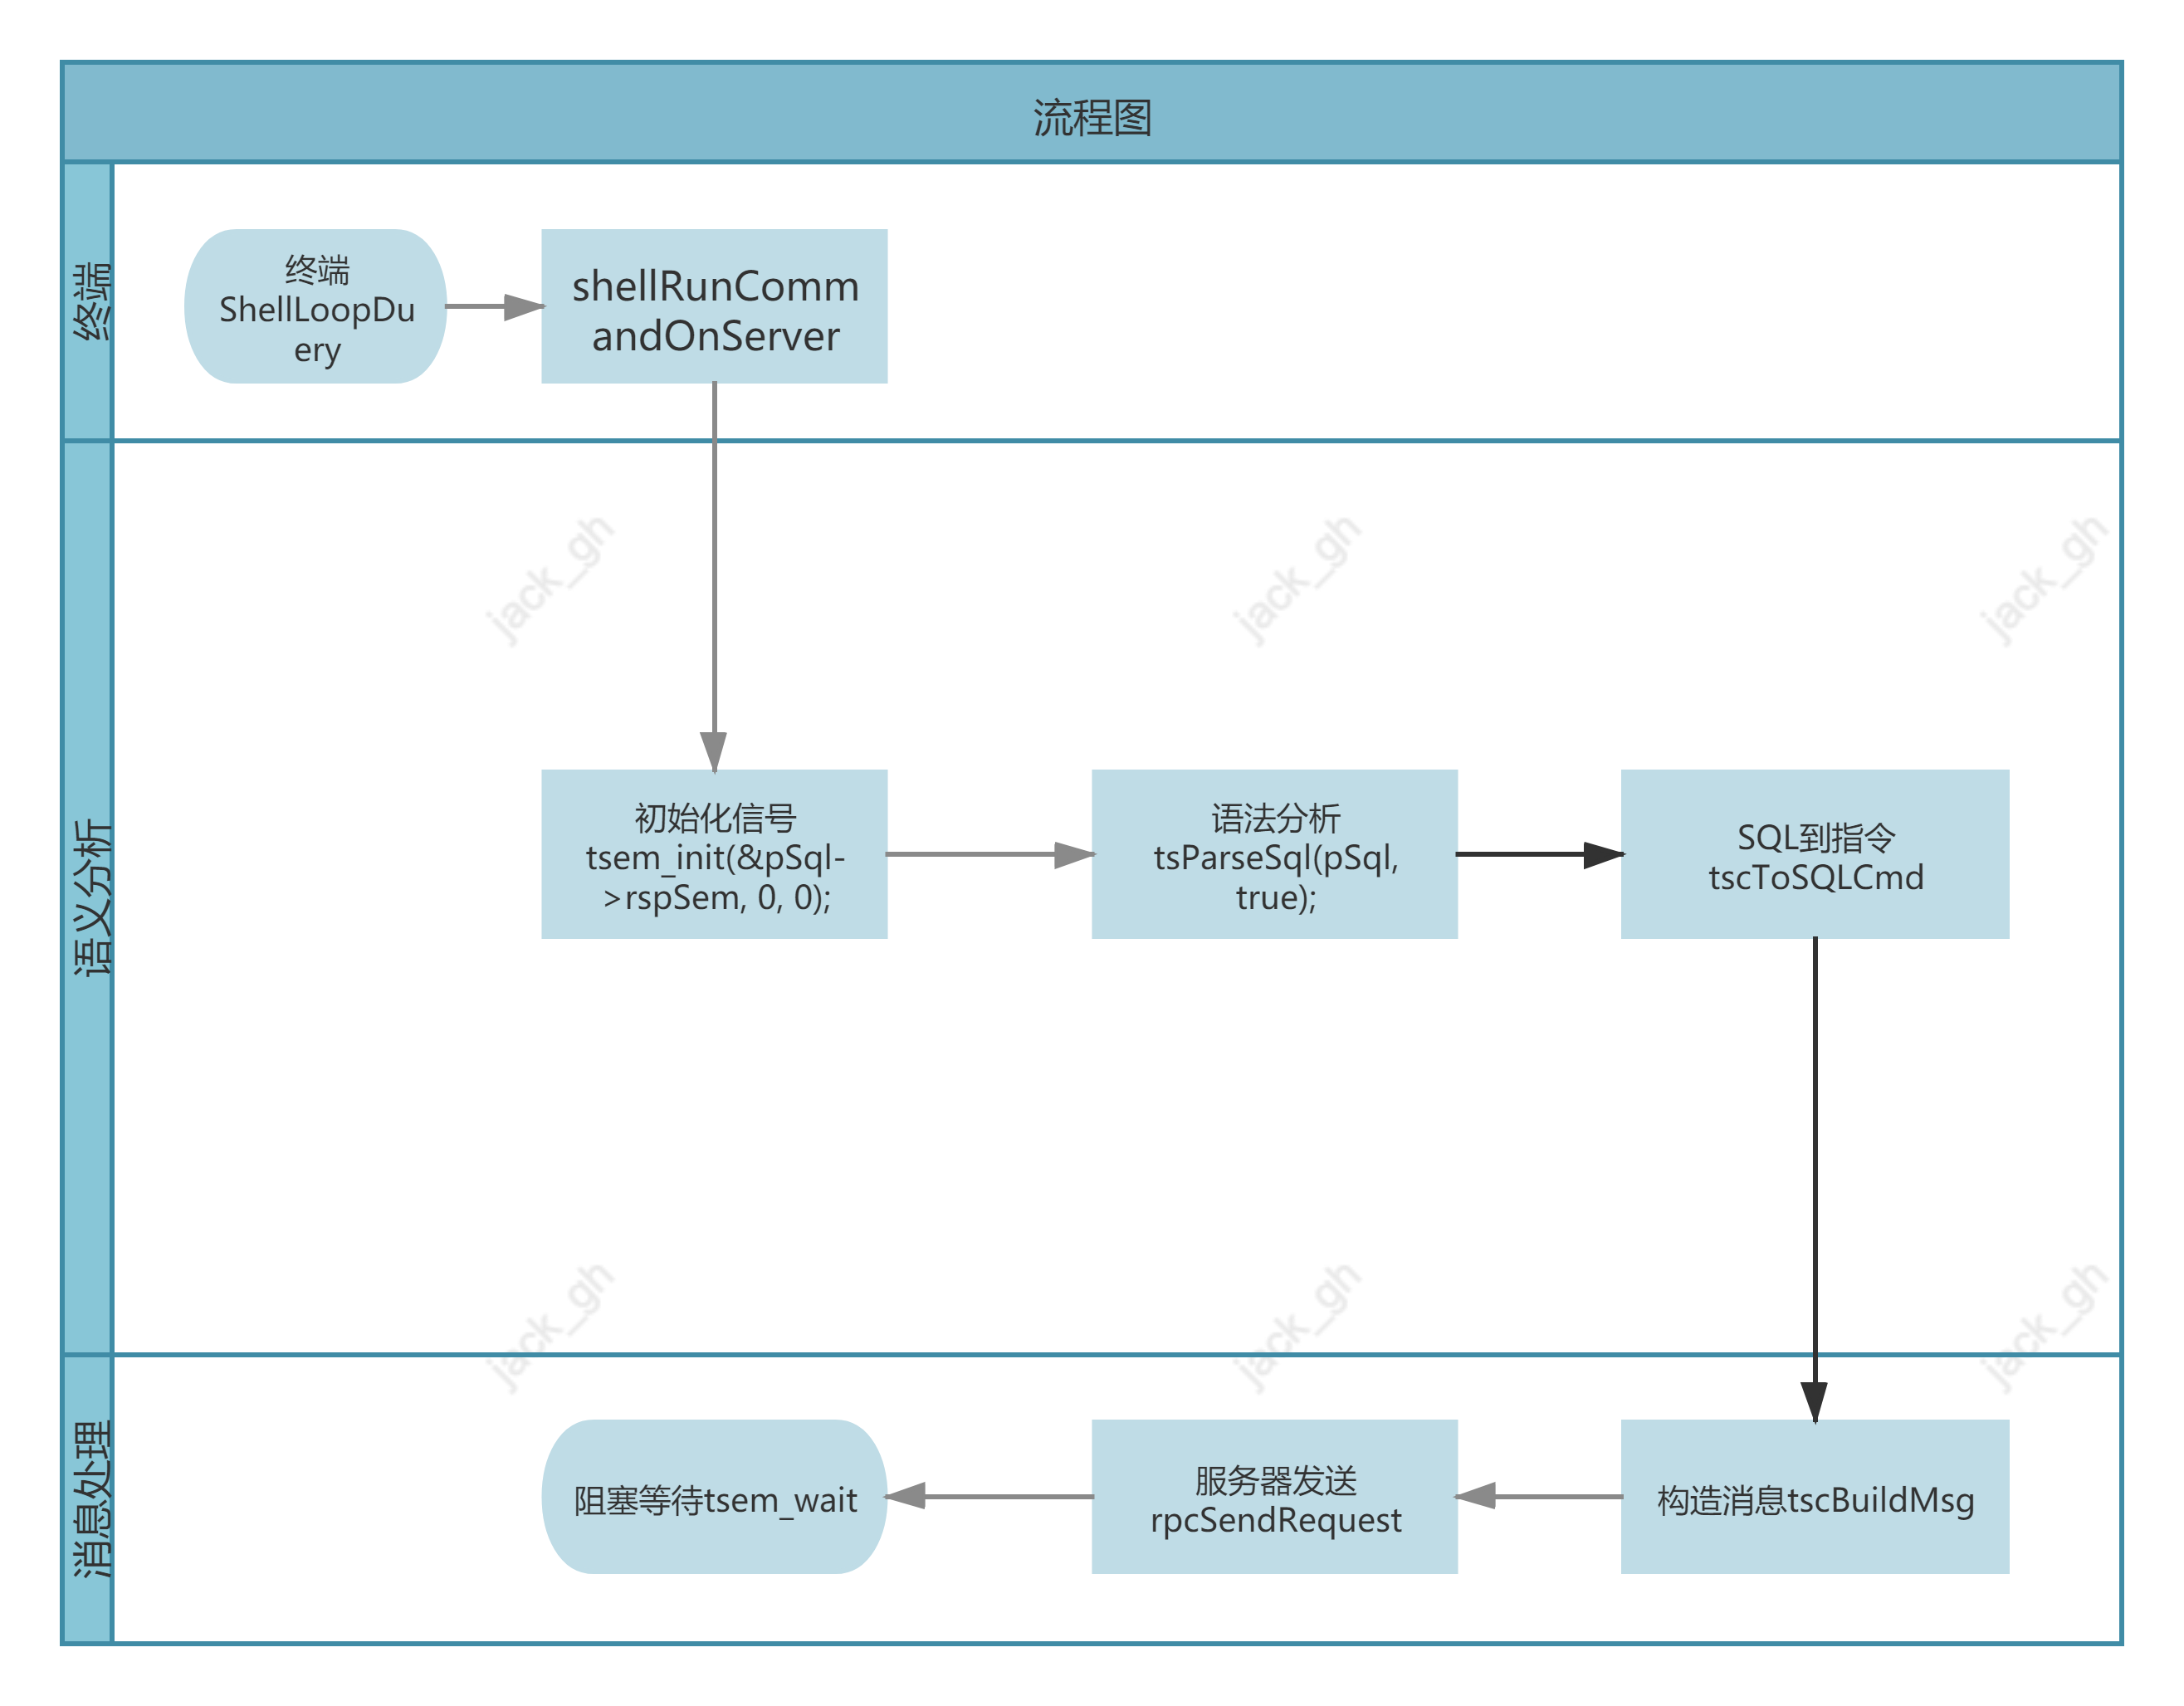 流程图
终端
终端
ShellLoopDu
ery
shellRunComm
andOnServer
语义分析
jack_gh
jack_gh
jack_gh
初始化信号
tsem_init(&pSql-
>rspSem, 0, 0);
语法分析
tsParseSql(pSql,
true);
SQL到指令
tscToSQLCmd
jack_gh
jack_gh
jack_gh
消息处理
阻塞等待tsem_wait
服务器发送
rpcSendRequest
构造消息tscBuildMsg